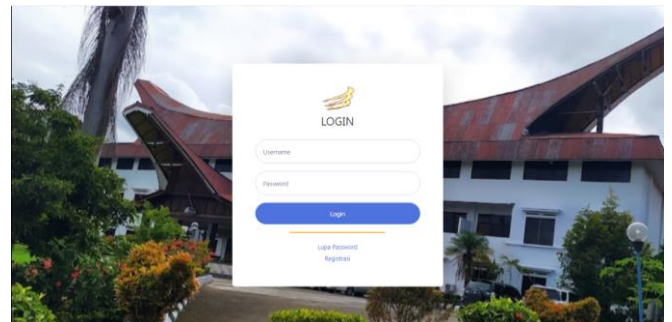 LOGIN
Username
Password
Login
Lupa Password
Registrasi